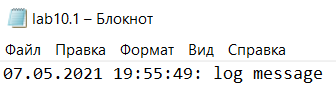 lab10.1 – Блокнот
Файл Правка Формат Вид Справка
07.05.2021 19:55:49: log message